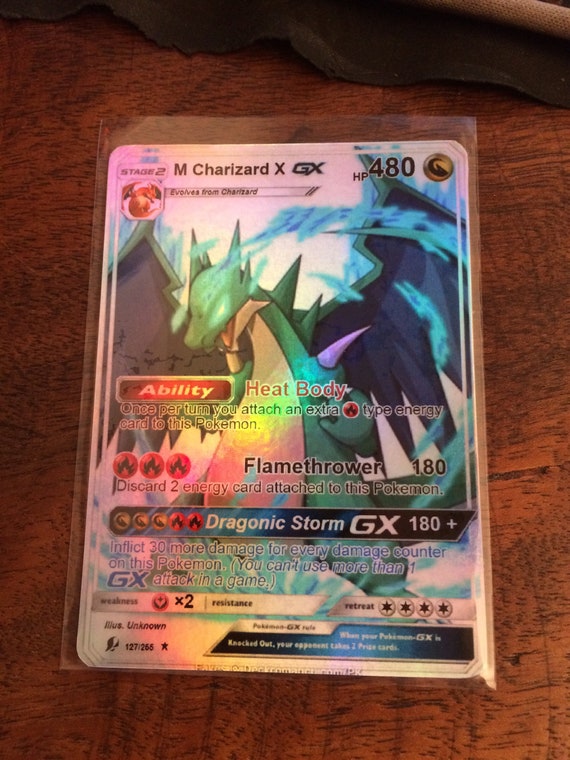 STAGE2 M Charizard X GX HP480
Evolves from Charizard
Ability Heat Body
Once per turn you attach an extra type energy
card to this Pokemon.
Flamethrower 180
Discard 2 energy card attached to this Pokemon.
Dragonic Storm GX 180 +
Inflict 30 more damage for every damage counter
on this Pokemon. (You can't use more than 1
GX attack in a game,)
weakness ×2 resistance retreat
Illus. Unknown
127/265 ★
Pokémon-GX rule
When your Pokémon-GX is
Knocked Out, your opponent takes 2 Prize cards.